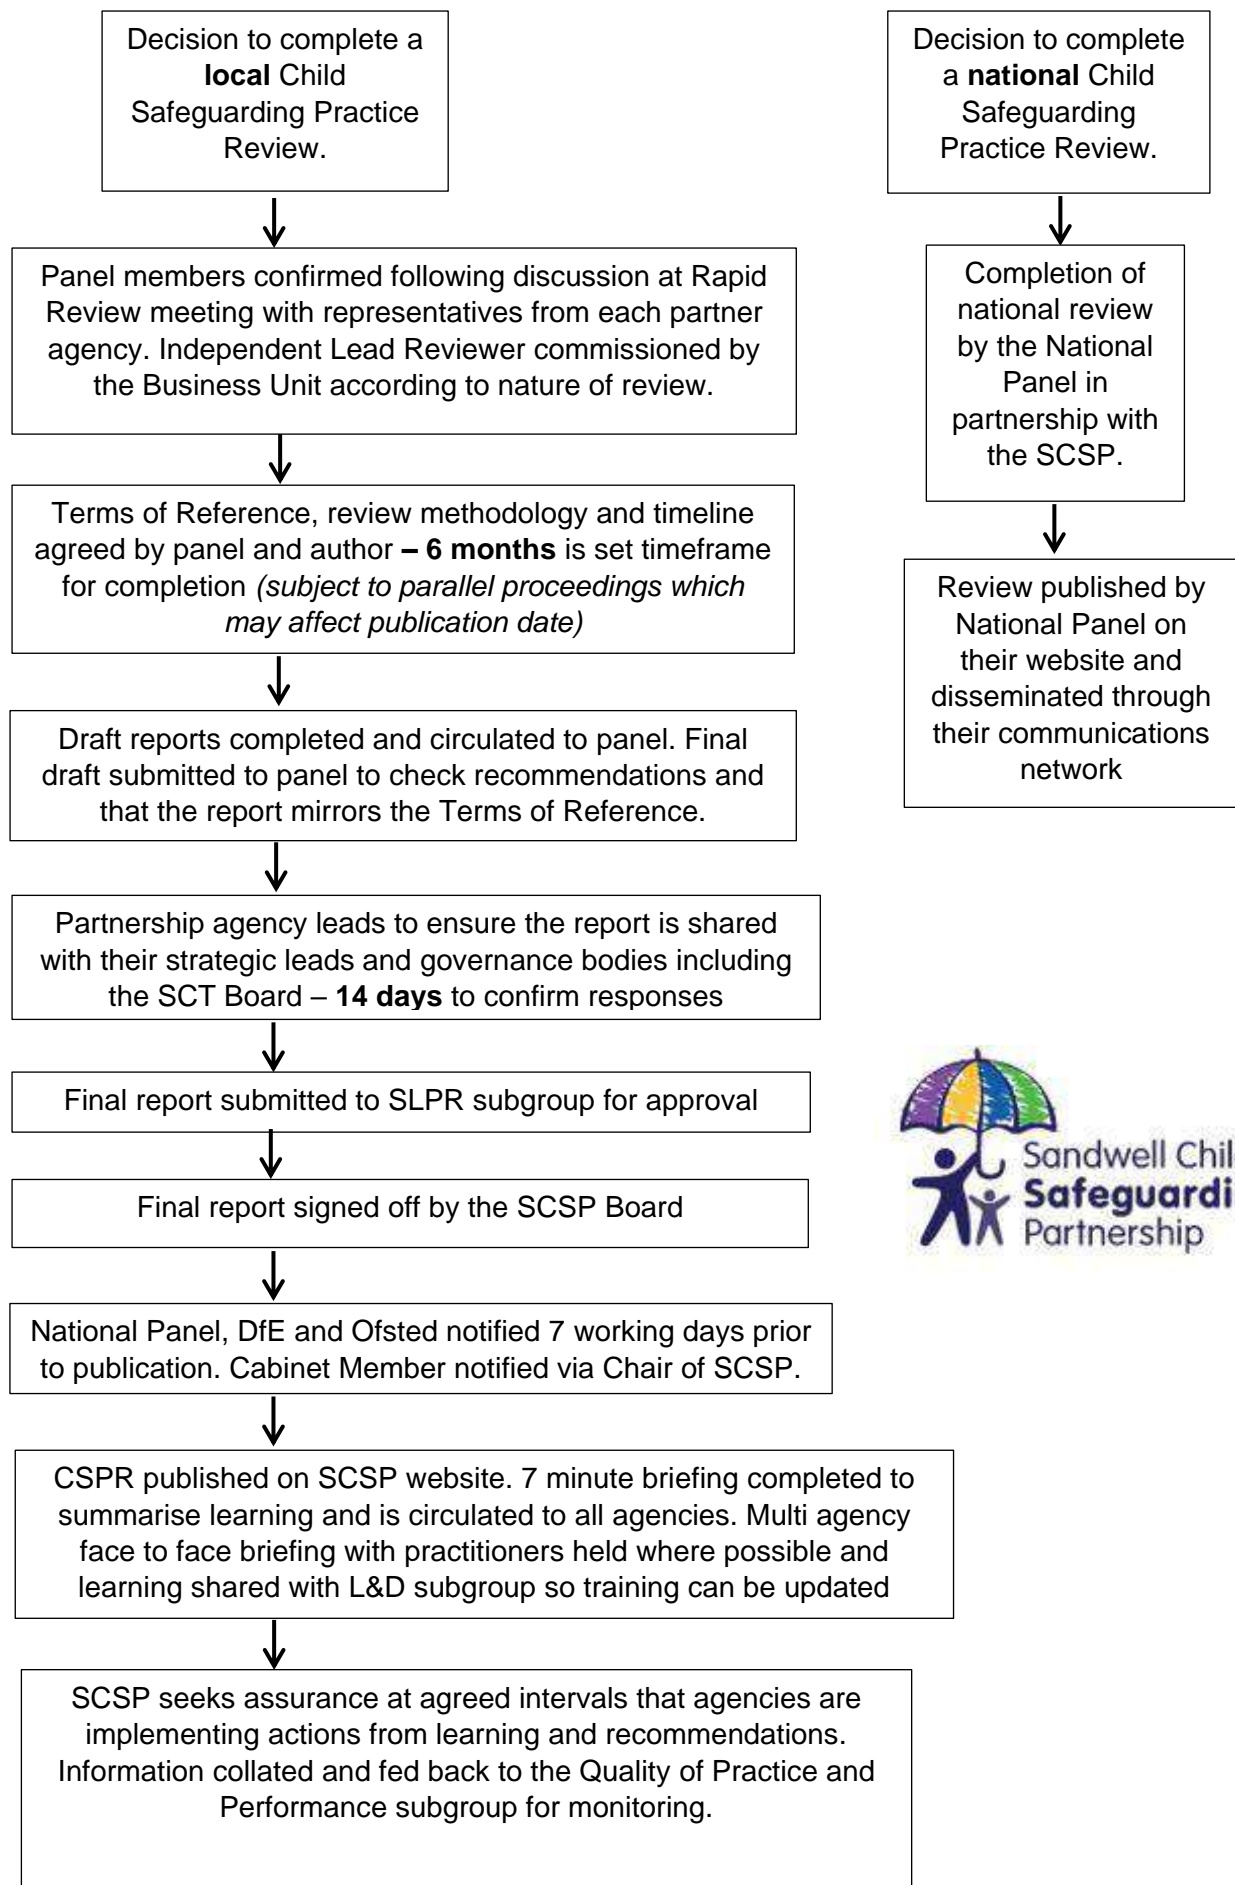 Decision to complete a
local Child
Safeguarding Practice
Review.
Panel members confirmed following discussion at Rapid
Review meeting with representatives from each partner
agency. Independent Lead Reviewer commissioned by
the Business Unit according to nature of review.
Terms of Reference, review methodology and timeline
agreed by panel and author – 6 months is set timeframe
for completion (subject to parallel proceedings which
may affect publication date)
Draft reports completed and circulated to panel. Final
draft submitted to panel to check recommendations and
that the report mirrors the Terms of Reference.
Partnership agency leads to ensure the report is shared
with their strategic leads and governance bodies including
the SCT Board – 14 days to confirm responses
Final report submitted to SLPR subgroup for approval
Final report signed off by the SCSP Board
National Panel, DfE and Ofsted notified 7 working days prior
to publication. Cabinet Member notified via Chair of SCSP.
CSPR published on SCSP website. 7 minute briefing completed to
summarise learning and is circulated to all agencies. Multi agency
face to face briefing with practitioners held where possible and
learning shared with L&D subgroup so training can be updated
SCSP seeks assurance at agreed intervals that agencies are
implementing actions from learning and recommendations.
Information collated and fed back to the Quality of Practice and
Performance subgroup for monitoring.
Decision to complete
a national Child
Safeguarding
Practice Review.
Completion of
national review
by the National
Panel in
partnership with
the SCSP.
Review published by
National Panel on
their website and
disseminated through
their communications
network
Sandwell Chil
Safeguardi
Partnership